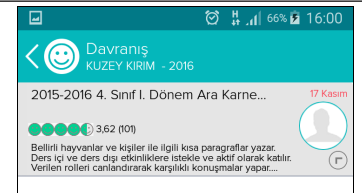 66% 16:00
Davranış
KUZEY KIRIM - 2016
2015-2016 4. Sınıf I. Dönem Ara Karne...
17 Kasım
3,62 (101)
Bellirli hayvanlar ve kişiler ile ilgili kısa paragraflar yazar.
Ders içi ve ders dışı etkinliklere istekle ve aktif olarak katılır.
Verilen rolleri canlandırarak karşılıklı konuşmalar yapar....